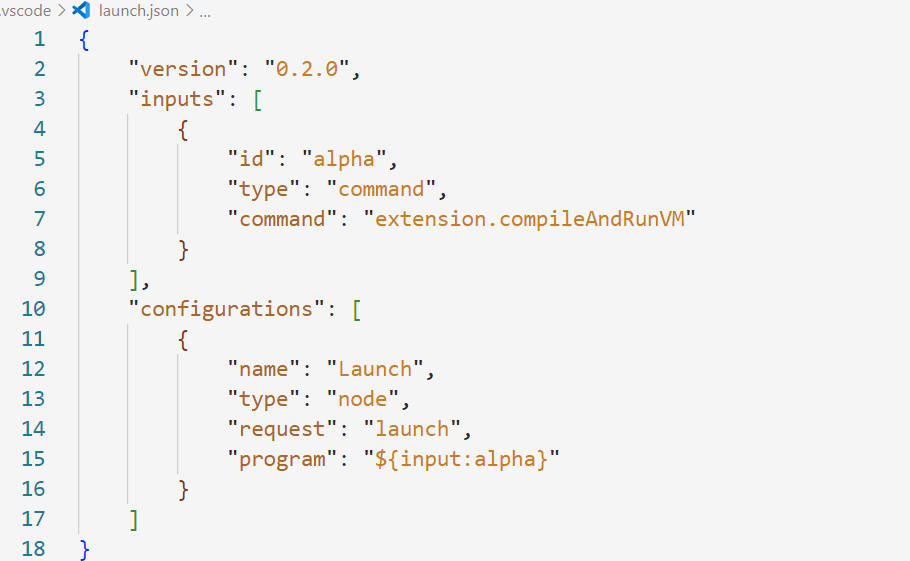 .vscode > launch.json > ...
1 {
2     "version": "0.2.0",
3     "inputs": [
4         {
5             "id": "alpha",
6             "type": "command",
7             "command": "extension.compileAndRunVM"
8         }
9     ],
10     "configurations": [
11         {
12             "name": "Launch",
13             "type": "node",
14             "request": "launch",
15             "program": "${input:alpha}"
16         }
17     ]
18 }